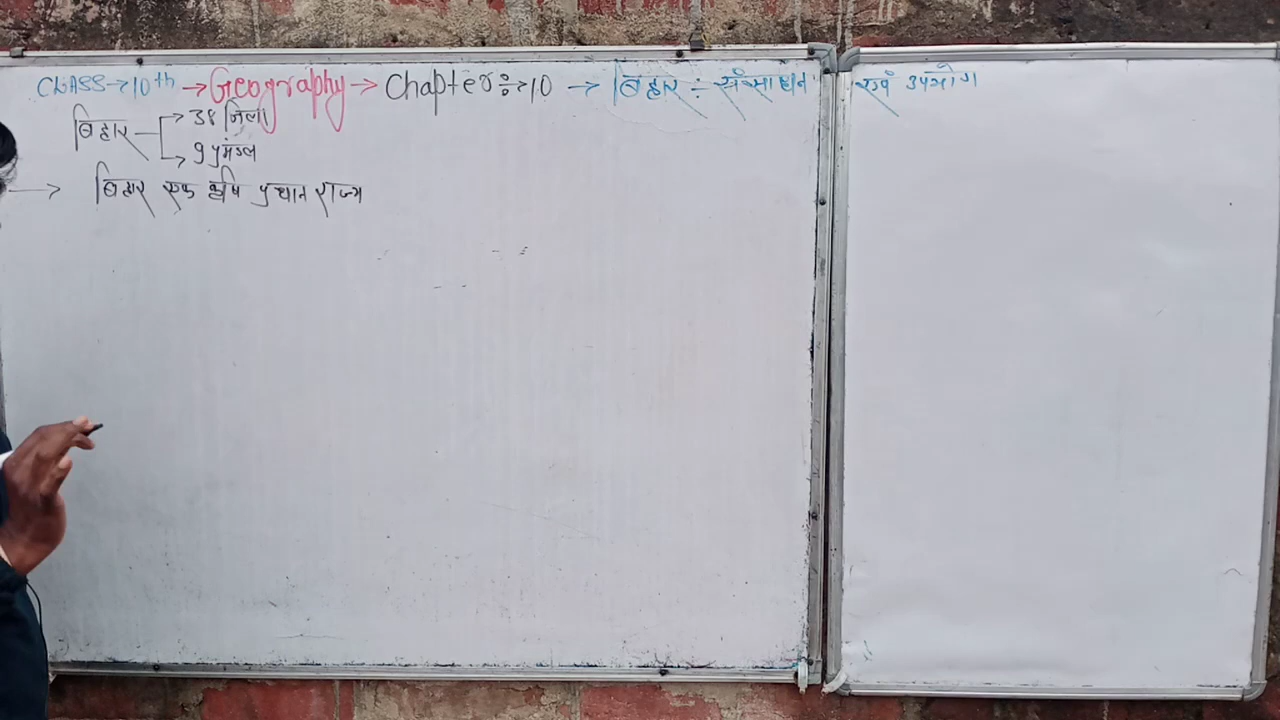 CLASS→10th →Geography→ Chapter÷→10 → बिहार ÷ संसाधन एवं उपयोग
बिहार → 38 जिला
→ 9 प्रमंडल
→ बिहार एक कृषि प्रधान राज्य